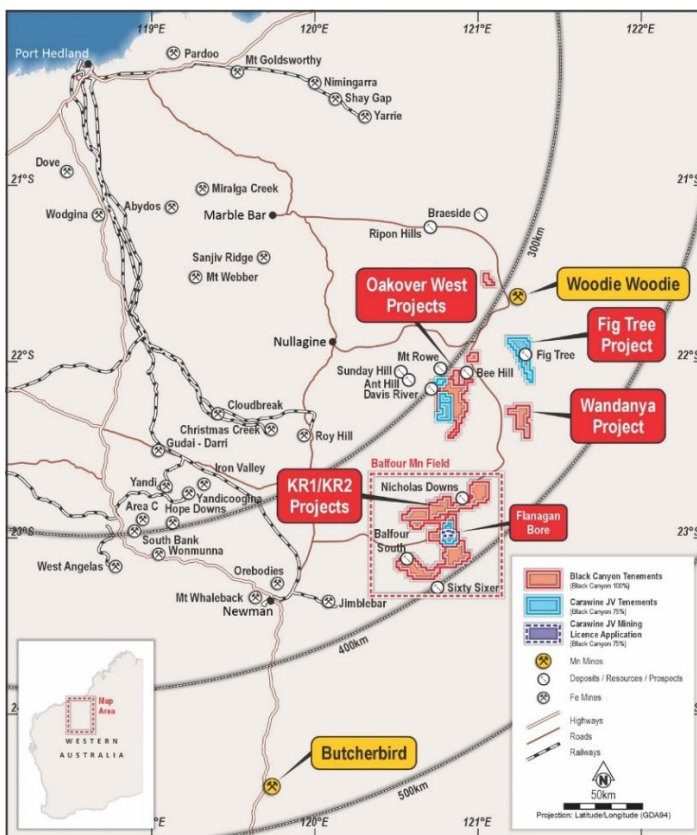 119°E
120°E
121°E
122°E
Port Hedland
Pardoo
Mt Goldsworthy
Nimingarra
Shay Gap
Yarrie
Dove
21°S
21°S
Miralga Creek
Abydos
Wodgina
Marble Bar
Braeside
Ripon Hills
300km
Sanjiv Ridge
Mt Webber
Oakover West
Projects
Woodie Woodie
Nullagine
Fig Tree
Project
22°S
22°S
Mt Rowe
Fig Tree
Sunday Hill
Bee Hill
Ant Hill
Davis River
Cloudbreak
Christmas Creek
Roy Hill
Gudai - Darri
Wandanya
Project
Iron Valley
Balfour Mn Field
Yandi
Yandicoogina
KR1/KR2
Projects
Nicholas Downs
Area C
Hope Downs
23°S
23°S
Flanagan
Bore
South Bank
Balfour
South
Wonmunna
West Angelas
Orebodies
Mt Whaleback
Newman
Jimblebar
Sixty Sixer
400km
Black Canyon Tenements
(Black Canyon 100%)
Carawine JV Tenements
(Black Canyon 75%)
Carawine JV Mining
Licence Application
(Black Canyon 75%)
Mn Mines
Deposits / Resources / Prospects
Fe Mines
Highways
Roads
Railways
N
50km
Projection: Latitude/Longitude (GDA94)
Map
Area
WESTERN
AUSTRALIA
24°
Butcherbird
500km
120°E
121°E